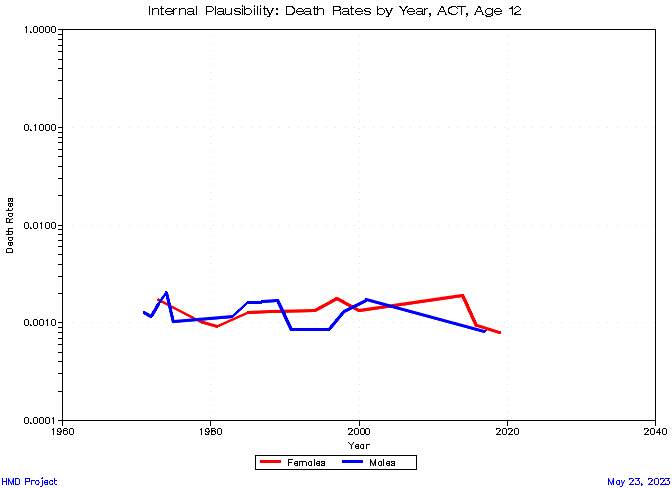 Internal Plausibility: Death Rates by Year, ACT, Age 12
1.0000
0.1000
0.0100
0.0010
0.0001
Death Rates
1960
1980
2000
2020
2040
Year
Females
Males
HMD Project
May 23, 2023